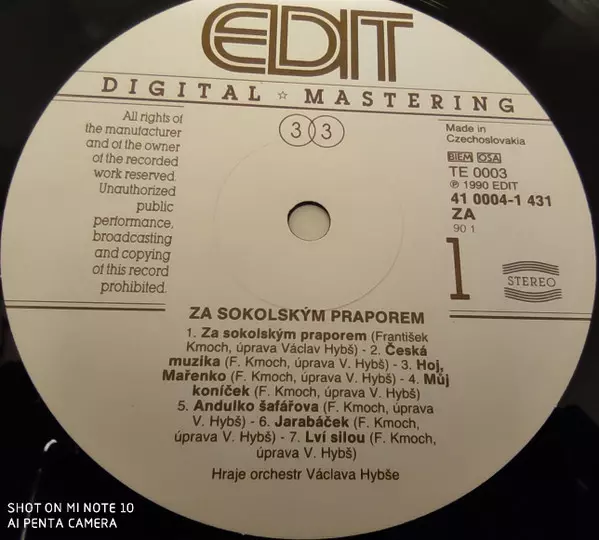 EDIT
DIGITAL ☆ MASTERING
All rights of
the manufacturer
and of the owner
of the recorded
work reserved.
Unauthorized
public
performance,
broadcasting
and copying
of this record
prohibited.
33
Made in
Czechoslovakia
BIEM OSA
TE 0003
℗ 1990 EDIT
41 0004-1 431
ZA
90 1
1
STEREO
ZA SOKOLSKÝM PRAPOREM
1. Za sokolským praporem (František
Kmoch, úprava Václav Hybš) - 2. Česká
muzika (F. Kmoch, úprava V. Hybš) - 3. Hoj,
Mařenko (F. Kmoch, úprava V. Hybš) - 4. Můj
koníček (F. Kmoch, úprava V. Hybš)
5. Andulko šafářova (F. Kmoch, úprava
V. Hybš) - 6. Jarabáček (F. Kmoch,
úprava V. Hybš) - 7. Lví silou (F. Kmoch,
úprava V. Hybš)
Hraje orchestr Václava Hybše
SHOT ON MI NOTE 10
AI PENTA CAMERA